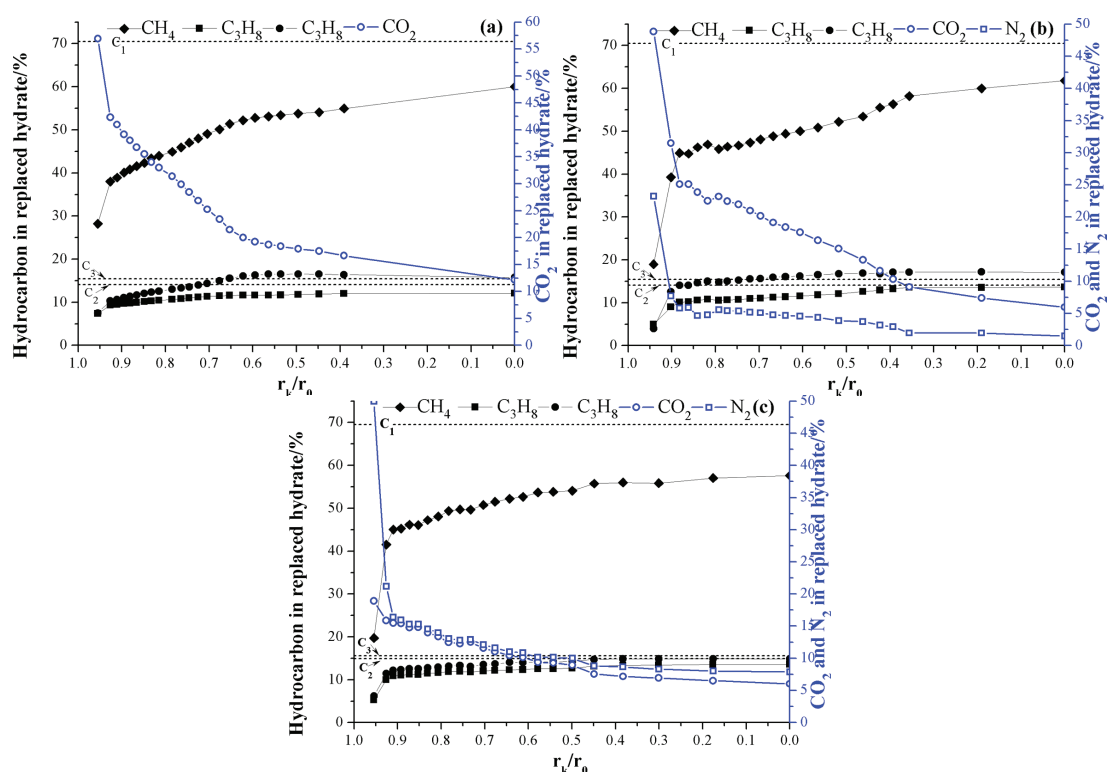 CH₄ C₃H₈ C₃H₈ CO₂ (a)
C₁
C₃
C₂
Hydrocarbon in replaced hydrate/%
0 10 20 30 40 50 60 70
CO₂ in replaced hydrate/%
0 5 10 15 20 25 30 35 40 45 50 55 60
1.0 0.9 0.8 0.7 0.6 0.5 0.4 0.3 0.0
rₖ/r₀
CH₄ C₃H₈ C₃H₈ CO₂ N₂ (b)
C₁
C₃
C₂
Hydrocarbon in replaced hydrate/%
0 10 20 30 40 50 60 70
CO₂ and N₂ in replaced hydrate/%
0 5 10 15 20 25 30 35 40 45 50
1.0 0.9 0.8 0.7 0.6 0.5 0.4 0.3 0.2 0.1 0.0
rₖ/r₀
CH₄ C₃H₈ C₃H₈ CO₂ N₂ (c)
C₁
C₃
C₂
Hydrocarbon in replaced hydrate/%
0 10 20 30 40 50 60 70
CO₂ and N₂ in replaced hydrate/%
0 5 10 15 20 25 30 35 40 45 50
1.0 0.9 0.8 0.7 0.6 0.5 0.4 0.3 0.2 0.1 0.0
rₖ/r₀